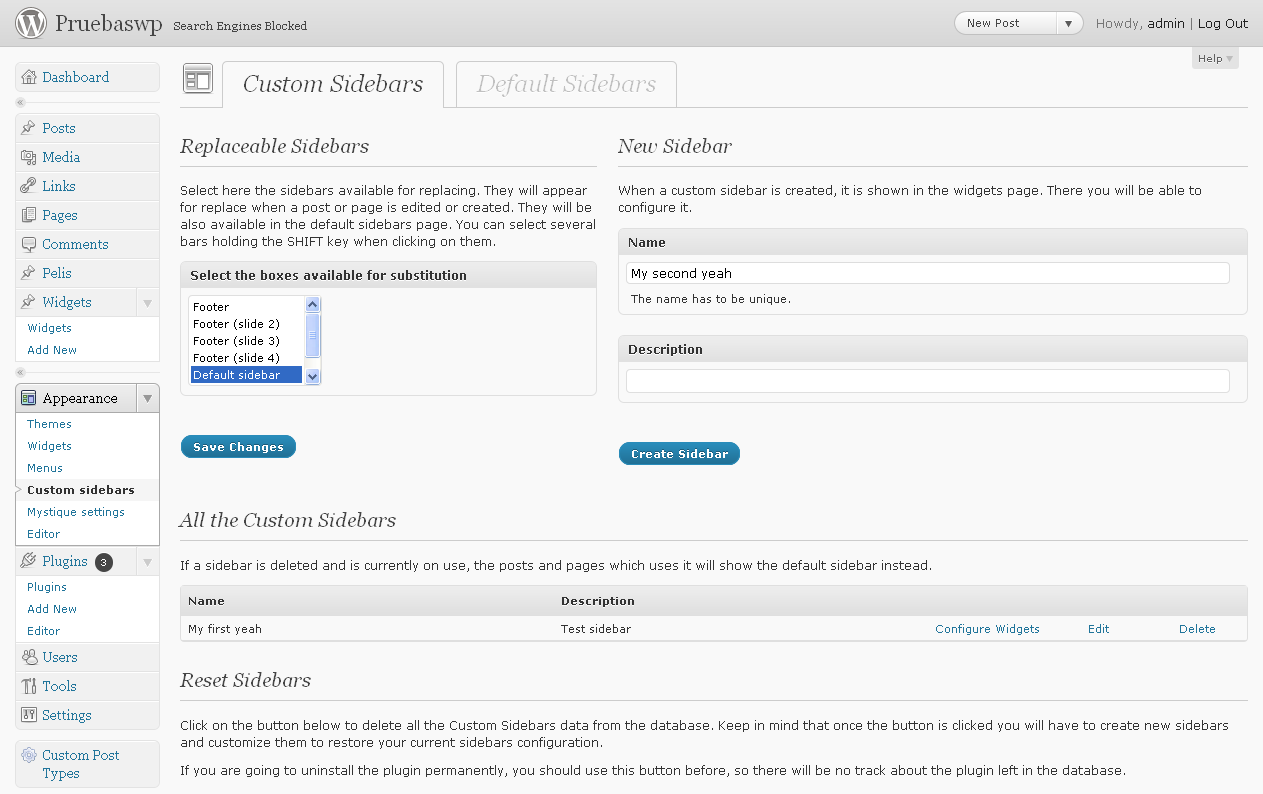 Pruebaswp Search Engines Blocked
New Post
Howdy, admin | Log Out
Help
Dashboard
Posts
Media
Links
Pages
Comments
Pelis
Widgets
Widgets
Add New
Appearance
Themes
Widgets
Menus
Custom sidebars
Mystique settings
Editor
Plugins 3
Plugins
Add New
Editor
Users
Tools
Settings
Custom Post
Types
Custom Sidebars
Default Sidebars
Replaceable Sidebars
Select here the sidebars available for replacing. They will appear
for replace when a post or page is edited or created. They will be
also available in the default sidebars page. You can select several
bars holding the SHIFT key when clicking on them.
Select the boxes available for substitution
Footer
Footer (slide 2)
Footer (slide 3)
Footer (slide 4)
Default sidebar
Save Changes
New Sidebar
When a custom sidebar is created, it is shown in the widgets page. There you will be able to
configure it.
Name
My second yeah
The name has to be unique.
Description
Create Sidebar
All the Custom Sidebars
If a sidebar is deleted and is currently on use, the posts and pages which uses it will show the default sidebar instead.
Name Description
My first yeah Test sidebar Configure Widgets Edit Delete
Reset Sidebars
Click on the button below to delete all the Custom Sidebars data from the database. Keep in mind that once the button is clicked you will have to create new sidebars
and customize them to restore your current sidebars configuration.
If you are going to uninstall the plugin permanently, you should use this button before, so there will be no track about the plugin left in the database.